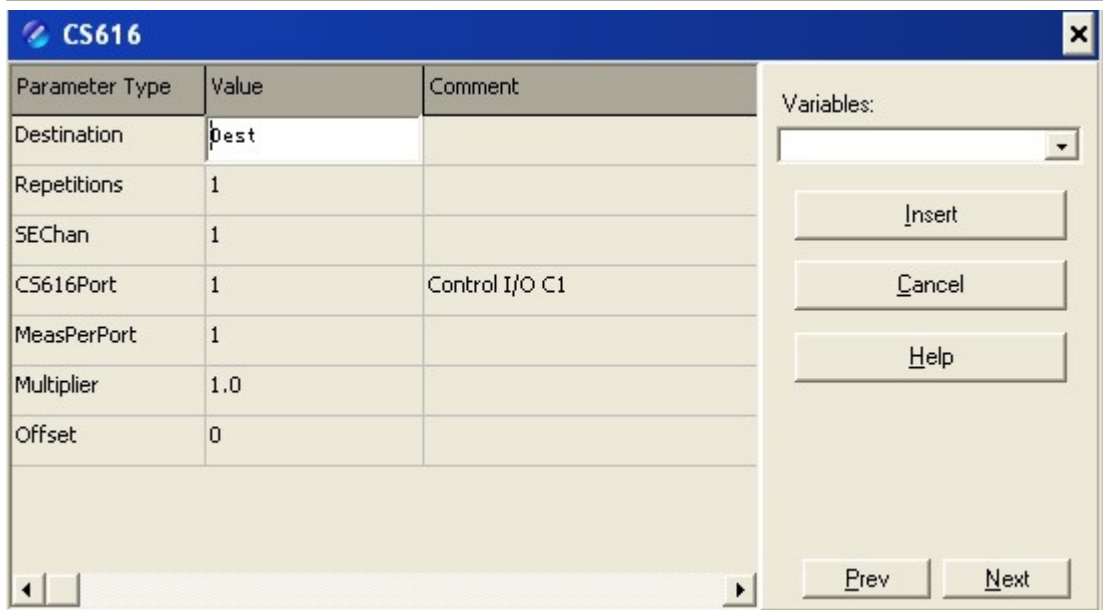 CS616
Parameter Type Value Comment
Destination Dest
Repetitions 1
SEChan 1
CS616Port 1 Control I/O C1
MeasPerPort 1
Multiplier 1.0
Offset 0
Variables:
Insert
Cancel
Help
Prev Next